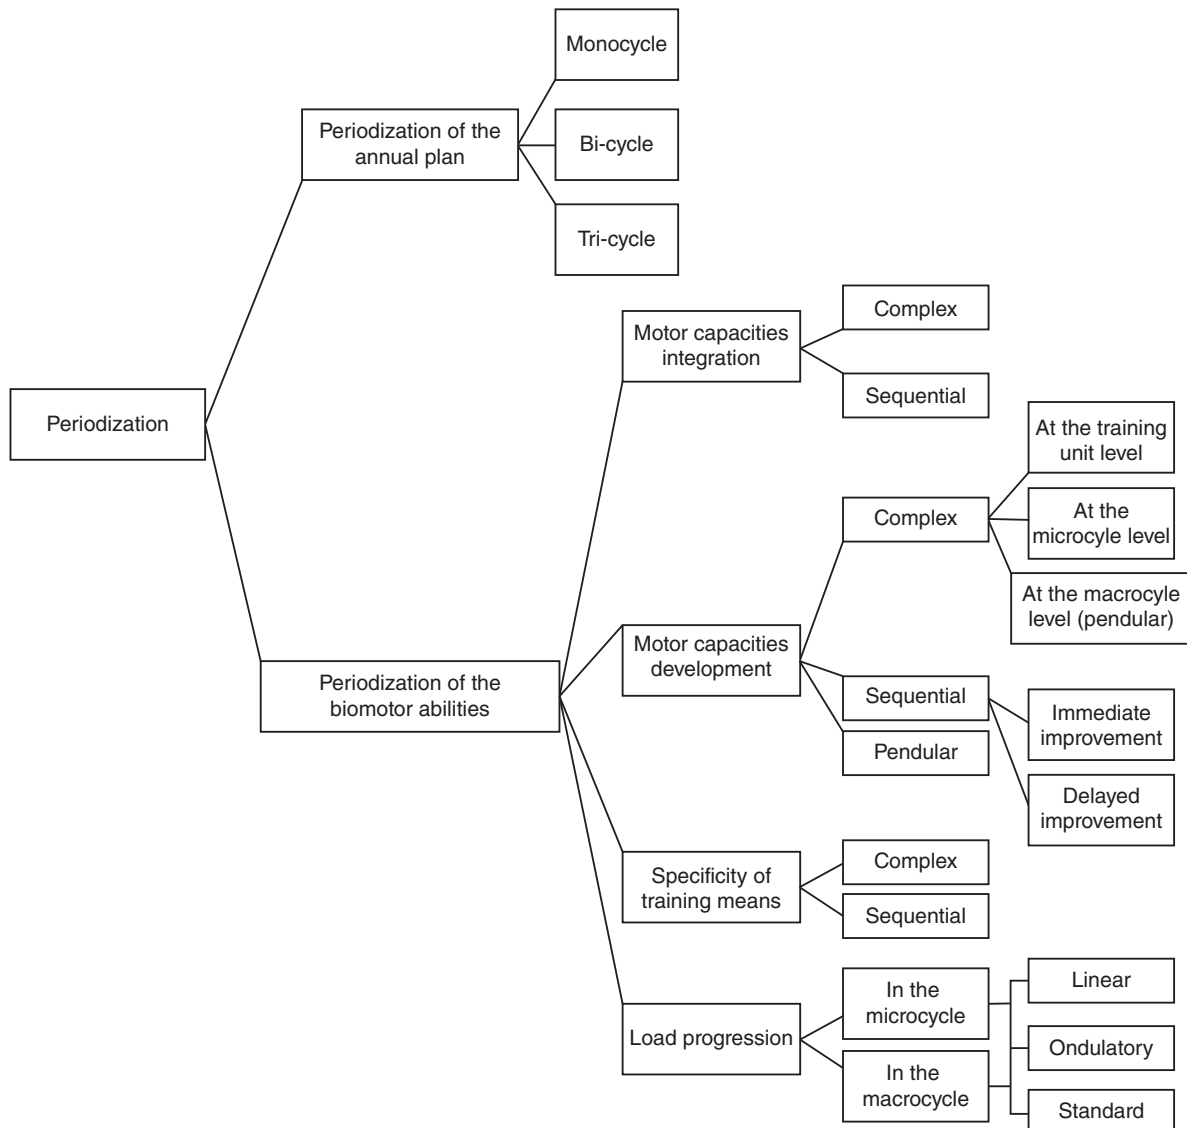 Monocycle
Periodization of the
annual plan
Bi-cycle
Tri-cycle
Complex
Motor capacities
integration
Sequential
Periodization
At the training
unit level
Complex
At the
microcyle level
At the macrocyle
level (pendular)
Motor capacities
development
Periodization of the
biomotor abilities
Sequential
Immediate
improvement
Pendular
Delayed
improvement
Complex
Specificity of
training means
Sequential
Linear
In the
microcycle
Load progression
Ondulatory
In the
macrocycle
Standard